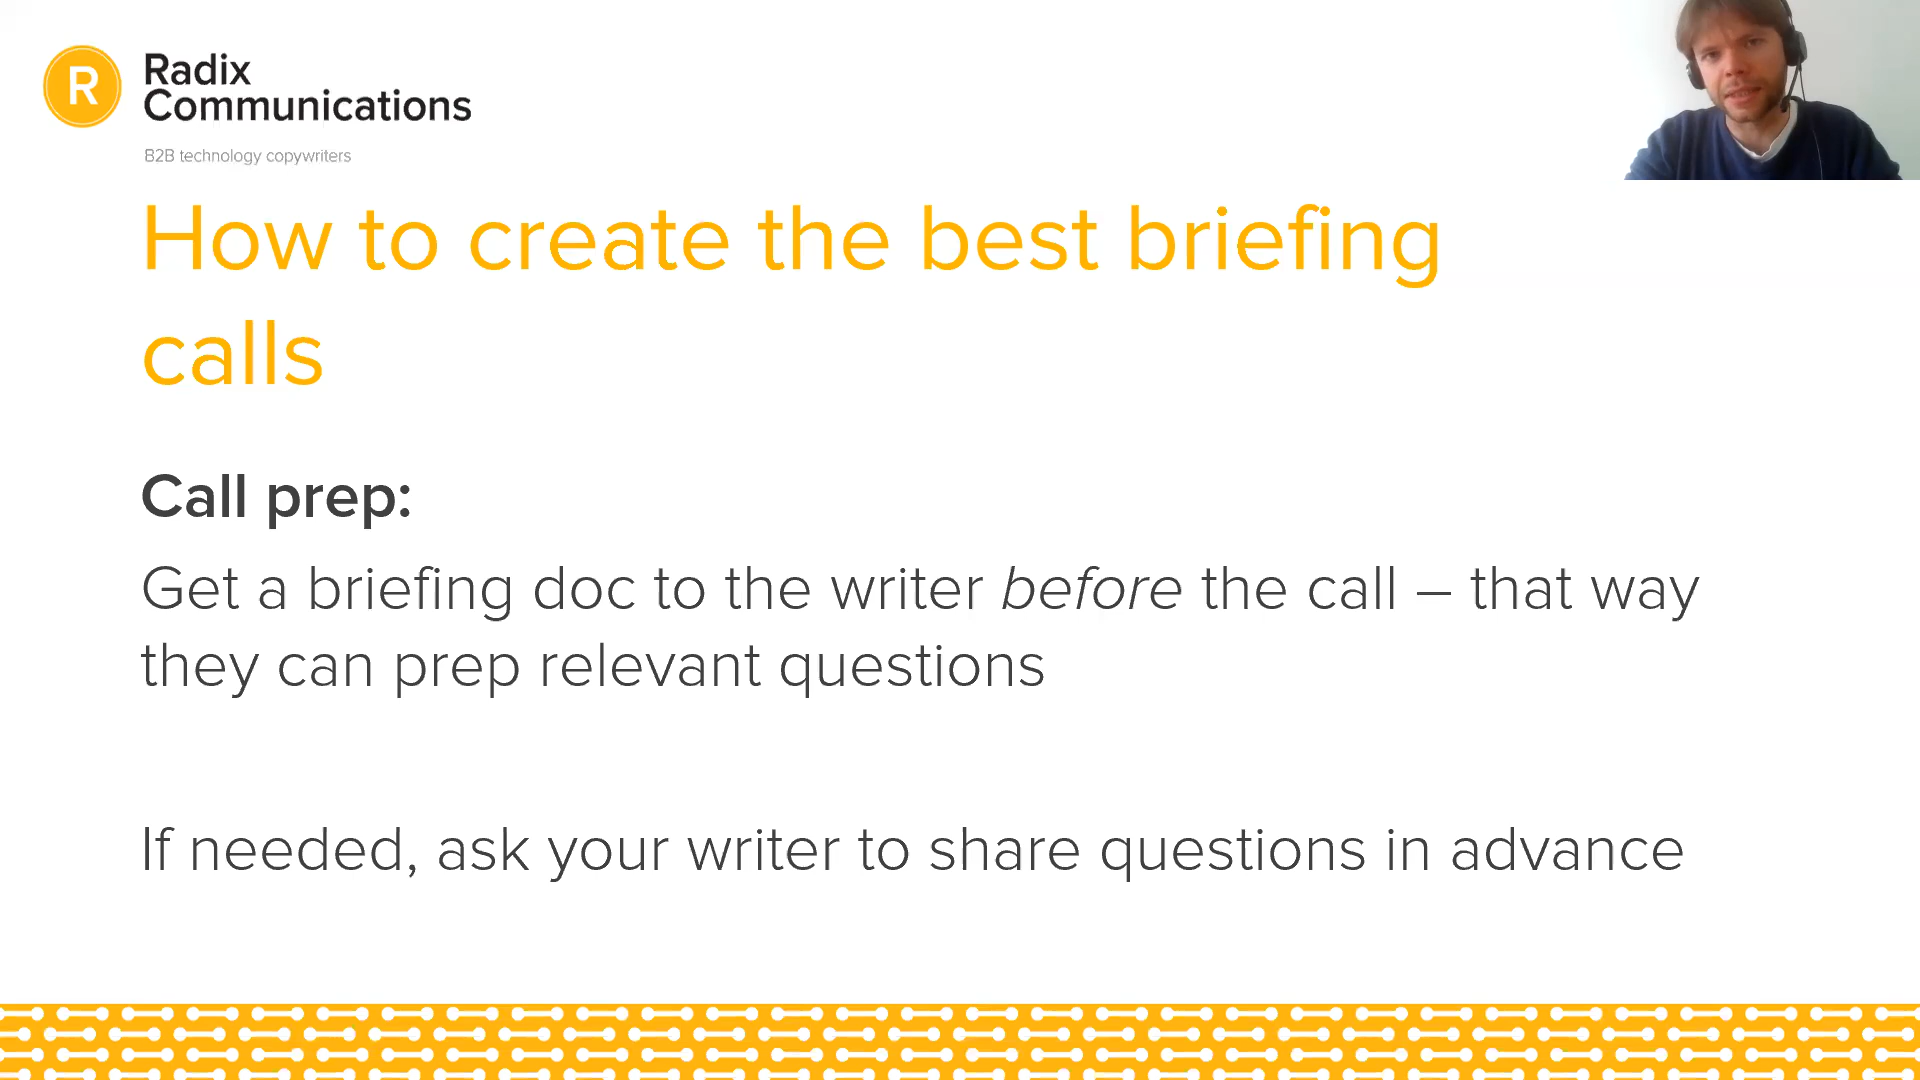 R
Radix
Communications
B2B technology copywriters
How to create the best briefing
calls
Call prep:
Get a briefing doc to the writer before the call – that way
they can prep relevant questions
If needed, ask your writer to share questions in advance